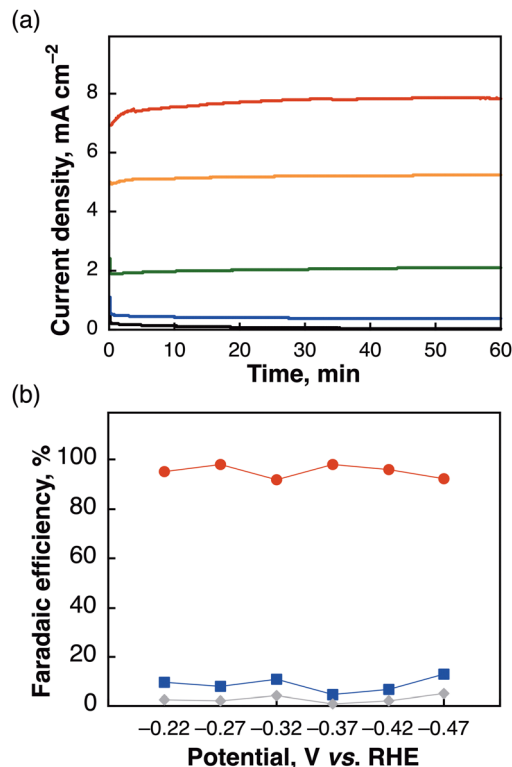 (a)
Current density, mA cm⁻²
8
6
4
2
0
0 10 20 30 40 50 60
Time, min
(b)
Faradaic efficiency, %
100
80
60
40
20
0
−0.22 −0.27 −0.32 −0.37 −0.42 −0.47
Potential, V vs. RHE